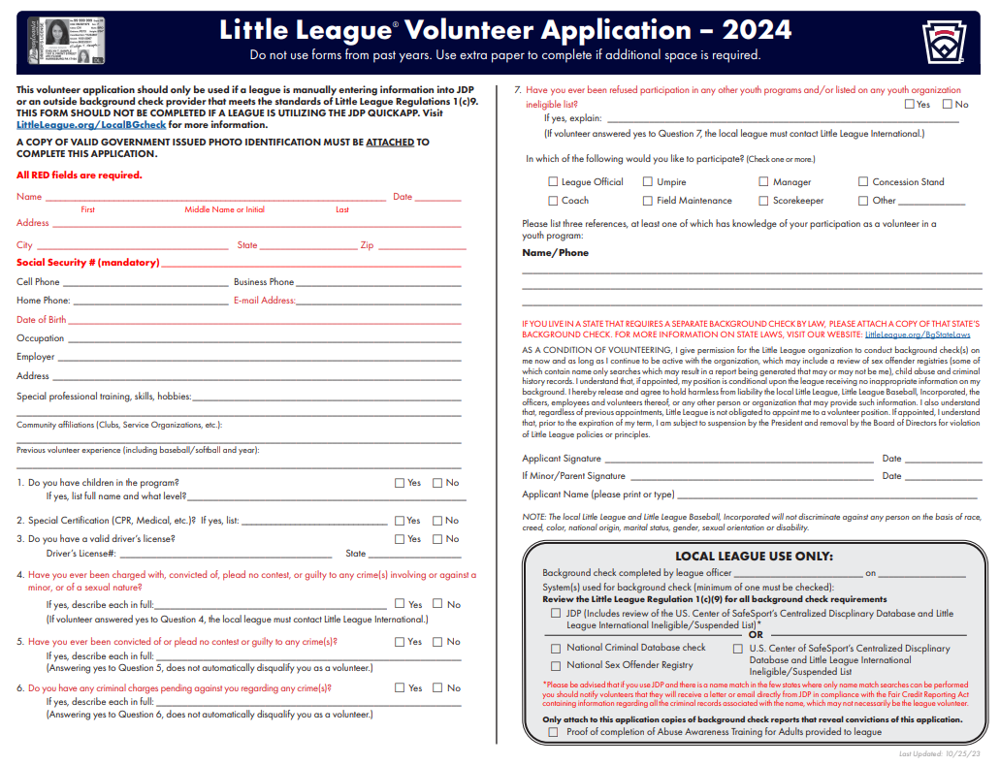 Little League® Volunteer Application – 2024
Do not use forms from past years. Use extra paper to complete if additional space is required.
This volunteer application should only be used if a league is manually entering information into JDP
or an outside background check provider that meets the standards of Little League Regulations 1(c)9.
THIS FORM SHOULD NOT BE COMPLETED IF A LEAGUE IS UTILIZING THE JDP QUICKAPP. Visit
LittleLeague.org/LocalBGcheck for more information.
A COPY OF VALID GOVERNMENT ISSUED PHOTO IDENTIFICATION MUST BE ATTACHED TO
COMPLETE THIS APPLICATION.
All RED fields are required.
Name Date
First Middle Name or Initial Last
Address
City State Zip
Social Security # (mandatory)
Cell Phone Business Phone
Home Phone: E-mail Address:
Date of Birth
Occupation
Employer
Address
Special professional training, skills, hobbies:
Community affiliations (Clubs, Service Organizations, etc.):
Previous volunteer experience (including baseball/softball and year):
1. Do you have children in the program? Yes No
If yes, list full name and what level?
2. Special Certification (CPR, Medical, etc.)? If yes, list: Yes No
3. Do you have a valid driver's license? Yes No
Driver's License#: State
4. Have you ever been charged with, convicted of, plead no contest, or guilty to any crime(s) involving or against a
minor, or of a sexual nature?
If yes, describe each in full: Yes No
(If volunteer answered yes to Question 4, the local league must contact Little League International.)
5. Have you ever been convicted of or plead no contest or guilty to any crime(s)? Yes No
If yes, describe each in full:
(Answering yes to Question 5, does not automatically disqualify you as a volunteer.)
6. Do you have any criminal charges pending against you regarding any crime(s)? Yes No
If yes, describe each in full:
(Answering yes to Question 6, does not automatically disqualify you as a volunteer.)
7. Have you ever been refused participation in any other youth programs and/or listed on any youth organization
ineligible list? Yes No
If yes, explain:
(If volunteer answered yes to Question 7, the local league must contact Little League International.)
In which of the following would you like to participate? (Check one or more.)
League Official Umpire Manager Concession Stand
Coach Field Maintenance Scorekeeper Other
Please list three references, at least one of which has knowledge of your participation as a volunteer in a
youth program:
Name/Phone
IF YOU LIVE IN A STATE THAT REQUIRES A SEPARATE BACKGROUND CHECK BY LAW, PLEASE ATTACH A COPY OF THAT STATE'S
BACKGROUND CHECK. FOR MORE INFORMATION ON STATE LAWS, VISIT OUR WEBSITE: LittleLeague.org/BgStateLaws
AS A CONDITION OF VOLUNTEERING, I give permission for the Little League organization to conduct background check(s) on
me now and as long as I continue to be active with the organization, which may include a review of sex offender registries (some of
which contain name only searches which may result in a report being generated that may or may not be me), child abuse and criminal
history records. I understand that, if appointed, my position is conditional upon the league receiving no inappropriate information on my
background. I hereby release and agree to hold harmless from liability the local Little League, Little League Baseball, Incorporated, the
officers, employees and volunteers thereof, or any other person or organization that may provide such information. I also understand
that, regardless of previous appointments, Little League is not obligated to appoint me to a volunteer position. If appointed, I understand
that, prior to the expiration of my term, I am subject to suspension by the President and removal by the Board of Directors for violation
of Little League policies or principles.
Applicant Signature Date
If Minor/Parent Signature Date
Applicant Name (please print or type)
NOTE: The local Little League and Little League Baseball, Incorporated will not discriminate against any person on the basis of race,
creed, color, national origin, marital status, gender, sexual orientation or disability.
LOCAL LEAGUE USE ONLY:
Background check completed by league officer on
System(s) used for background check (minimum of one must be checked):
Review the Little League Regulation 1(c)(9) for all background check requirements
JDP (Includes review of the US. Center of SafeSport's Centralized Discplinary Database and Little
League International Ineligible/Suspended List)*
OR
National Criminal Database check
National Sex Offender Registry
U.S. Center of SafeSport's Centralized Discplinary
Database and Little League International
Ineligible/Suspended List
*Please be advised that if you use JDP and there is a name match in the few states where only name match searches can be performed
you should notify volunteers that they will receive a letter or email directly from JDP in compliance with the Fair Credit Reporting Act
containing information regarding all the criminal records associated with the name, which may not necessarily be the league volunteer.
Only attach to this application copies of background check reports that reveal convictions of this application.
Proof of completion of Abuse Awareness Training for Adults provided to league
Last Updated: 10/25/23